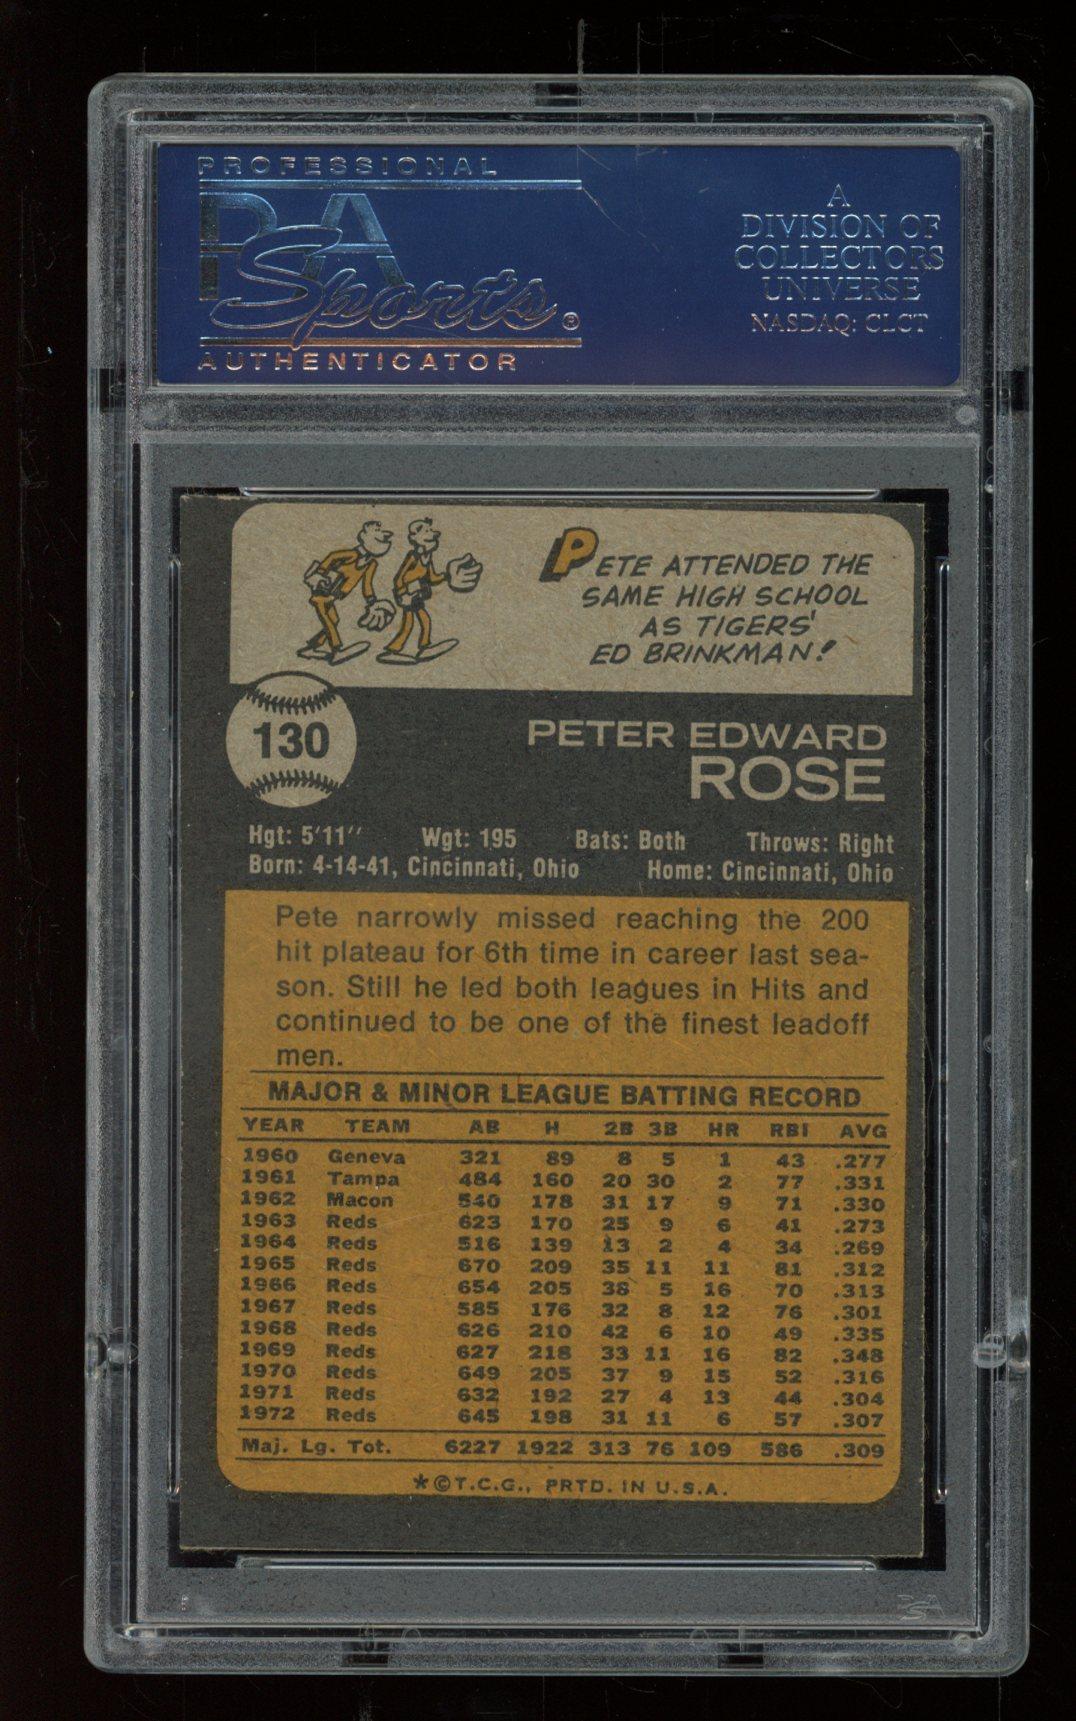 PROFESSIONAL
PSA
Sports®
AUTHENTICATOR
A
DIVISION OF
COLLECTORS
UNIVERSE
NASDAQ: CLCT
PETE ATTENDED THE
SAME HIGH SCHOOL
AS TIGERS'
ED BRINKMAN!
130
PETER EDWARD
ROSE
Hgt: 5'11'' Wgt: 195 Bats: Both Throws: Right
Born: 4-14-41, Cincinnati, Ohio Home: Cincinnati, Ohio
Pete narrowly missed reaching the 200
hit plateau for 6th time in career last sea-
son. Still he led both leagues in Hits and
continued to be one of the finest leadoff
men.
MAJOR & MINOR LEAGUE BATTING RECORD
YEAR TEAM AB H 2B 3B HR RBI AVG
1960 Geneva 321 89 8 5 1 43 .277
1961 Tampa 484 160 20 30 2 77 .331
1962 Macon 540 178 31 17 9 71 .330
1963 Reds 623 170 25 9 6 41 .273
1964 Reds 516 139 13 2 4 34 .269
1965 Reds 670 209 35 11 11 81 .312
1966 Reds 654 205 38 5 16 70 .313
1967 Reds 585 176 32 8 12 76 .301
1968 Reds 626 210 42 6 10 49 .335
1969 Reds 627 218 33 11 16 82 .348
1970 Reds 649 205 37 9 15 52 .316
1971 Reds 632 192 27 4 13 44 .304
1972 Reds 645 198 31 11 6 57 .307
Maj. Lg. Tot. 6227 1922 313 76 109 586 .309
*©T.C.G., PRTD. IN U.S.A.
PSA